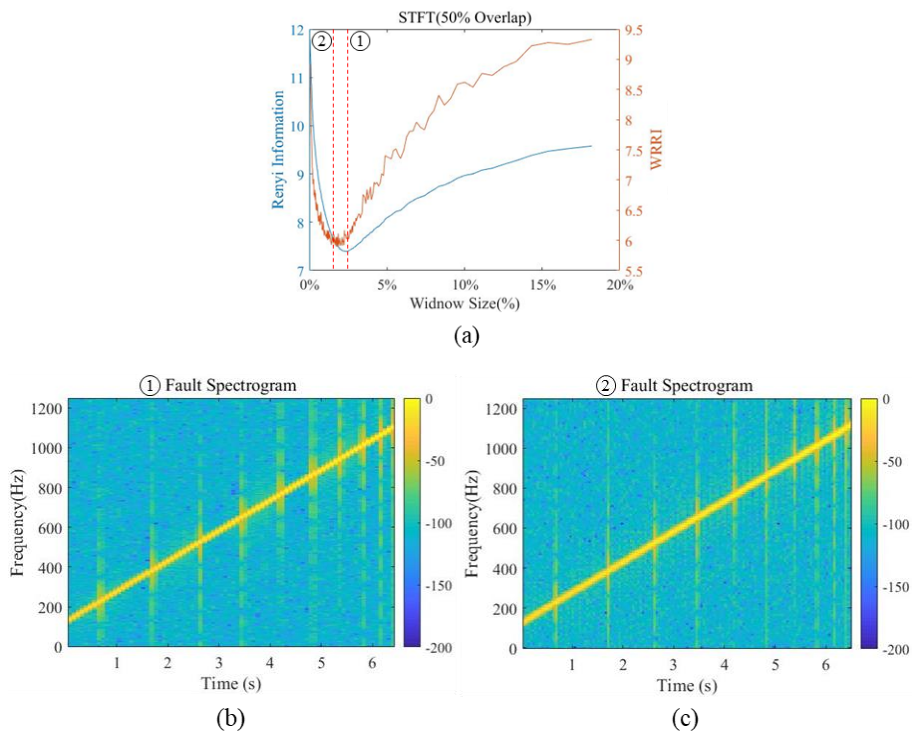 STFT(50% Overlap)
② ①
12
11
10
9
8
7
Renyi Information
9.5
9
8.5
8
7.5
7
6.5
6
5.5
WRRI
0% 5% 10% 15% 20%
Widnow Size(%)
(a)
① Fault Spectrogram
1200
1000
800
600
400
200
0
Frequency(Hz)
0
-50
-100
-150
-200
1 2 3 4 5 6
Time (s)
(b)
② Fault Spectrogram
1200
1000
800
600
400
200
0
Frequency(Hz)
0
-50
-100
-150
-200
1 2 3 4 5 6
Time (s)
(c)